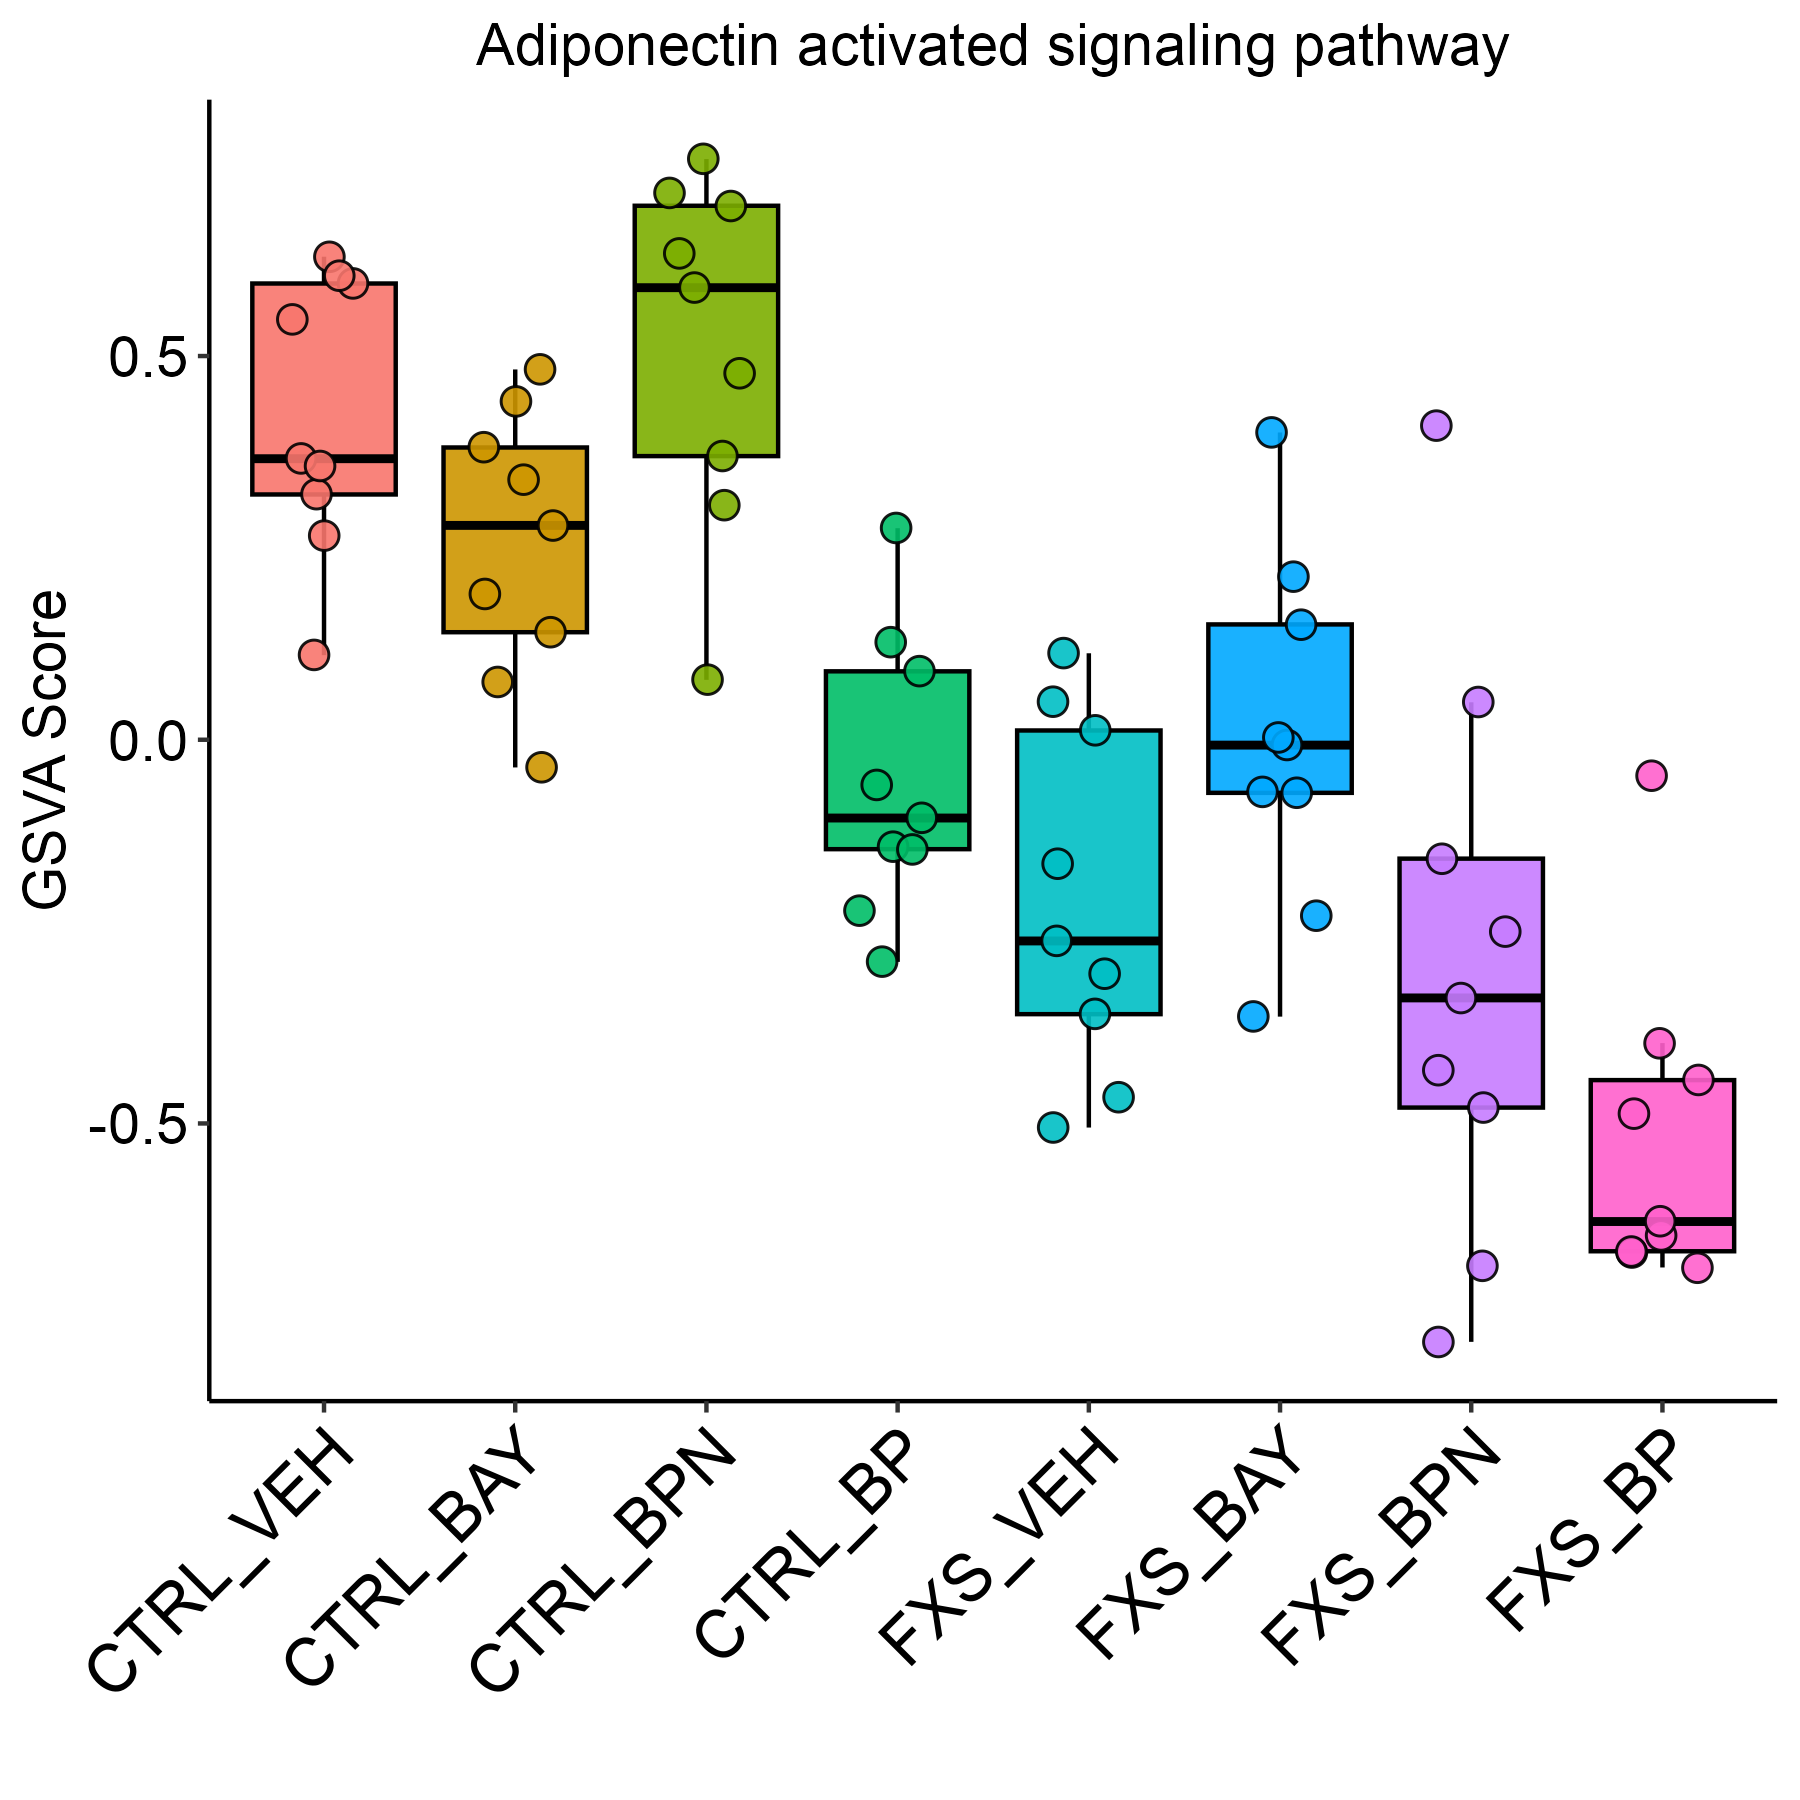 Adiponectin activated signaling pathway
GSVA Score
0.5
0.0
-0.5
CTRL_VEH
CTRL_BAY
CTRL_BPN
CTRL_BP
FXS_VEH
FXS_BAY
FXS_BPN
FXS_BP